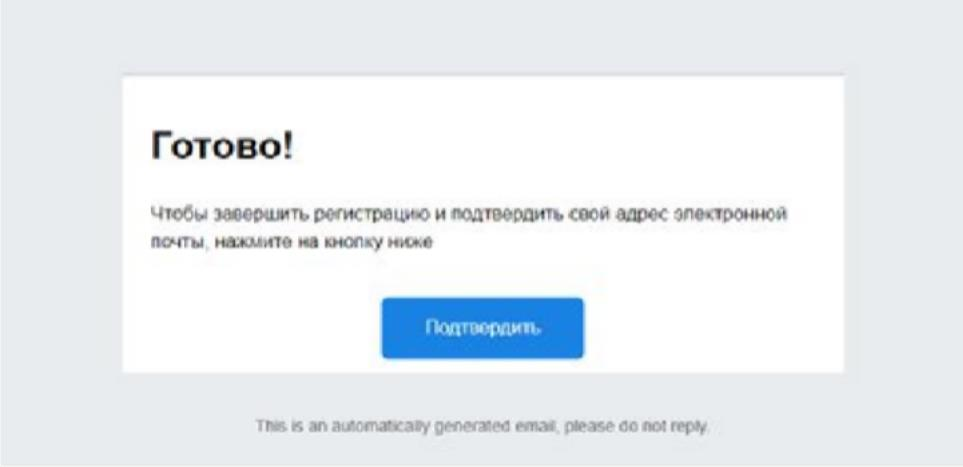 Готово!
Чтобы завершить регистрацию и подтвердить свой адрес электронной
почты, нажмите на кнопку ниже
Подтвердить
This is an automatically generated email, please do not reply.